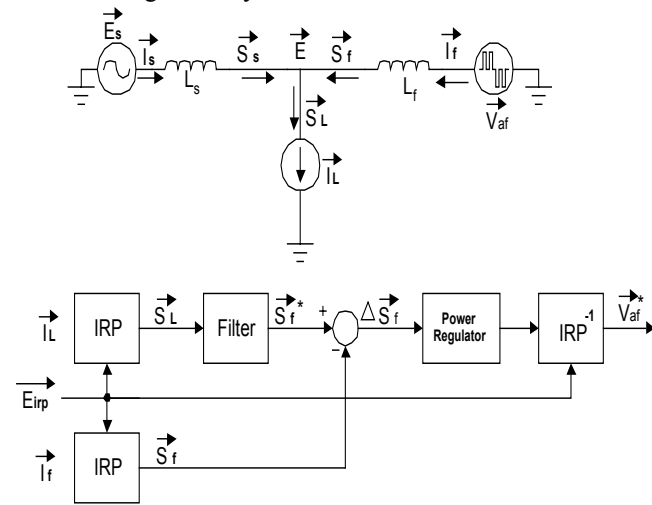 Es
Is
Ss
E
Sf
If
Ls
Lf
Vaf
SL
IL
IL
IRP
SL
Filter
Sf*
+
−
Δ Sf
Power
Regulator
IRP-1
Vaf*
Eirp
If
IRP
Sf